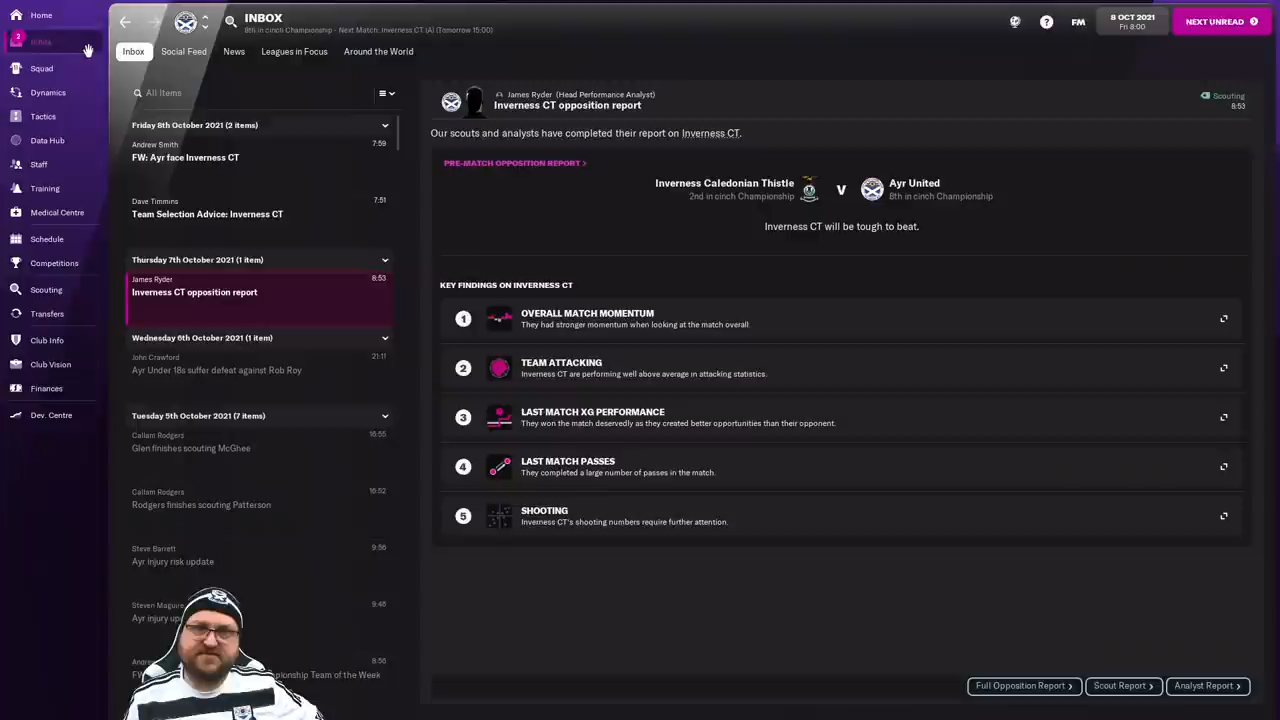 Home
2
Squad
Dynamics
Tactics
Data Hub
Staff
Training
Medical Centre
Schedule
Competitions
Scouting
Transfers
Club Info
Club Vision
Finances
Dev. Centre
INBOX
8th in cinch Championship - Next Match: Inverness CT (A) (Tomorrow 15:00)
FM
8 OCT 2021
Fri 8:00
NEXT UNREAD
Inbox
Social Feed
News
Leagues in Focus
Around the World
All Items
Friday 8th October 2021 (2 items)
Andrew Smith
7:59
FW: Ayr face Inverness CT
Dave Timmins
7:51
Team Selection Advice: Inverness CT
Thursday 7th October 2021 (1 item)
James Ryder
8:53
Inverness CT opposition report
Wednesday 6th October 2021 (1 item)
John Crawford
21:11
Ayr Under 18s suffer defeat against Rob Roy
Tuesday 5th October 2021 (7 items)
Callam Rodgers
16:55
Glen finishes scouting McGhee
Callam Rodgers
16:52
Rodgers finishes scouting Patterson
Steve Barrett
9:56
Ayr injury risk update
Steven Maguire
9:48
Ayr injury
8:56
Team of the Week
James Ryder (Head Performance Analyst)
Inverness CT opposition report
Scouting
8:53
Our scouts and analysts have completed their report on Inverness CT.
PRE-MATCH OPPOSITION REPORT >
Inverness Caledonian Thistle
2nd in cinch Championship
V
Ayr United
8th in cinch Championship
Inverness CT will be tough to beat.
KEY FINDINGS ON INVERNESS CT
1
OVERALL MATCH MOMENTUM
They had stronger momentum when looking at the match overall.
2
TEAM ATTACKING
Inverness CT are performing well above average in attacking statistics.
3
LAST MATCH XG PERFORMANCE
They won the match deservedly as they created better opportunities than their opponent.
4
LAST MATCH PASSES
They completed a large number of passes in the match.
5
SHOOTING
Inverness CT's shooting numbers require further attention.
Full Opposition Report >
Scout Report >
Analyst Report >